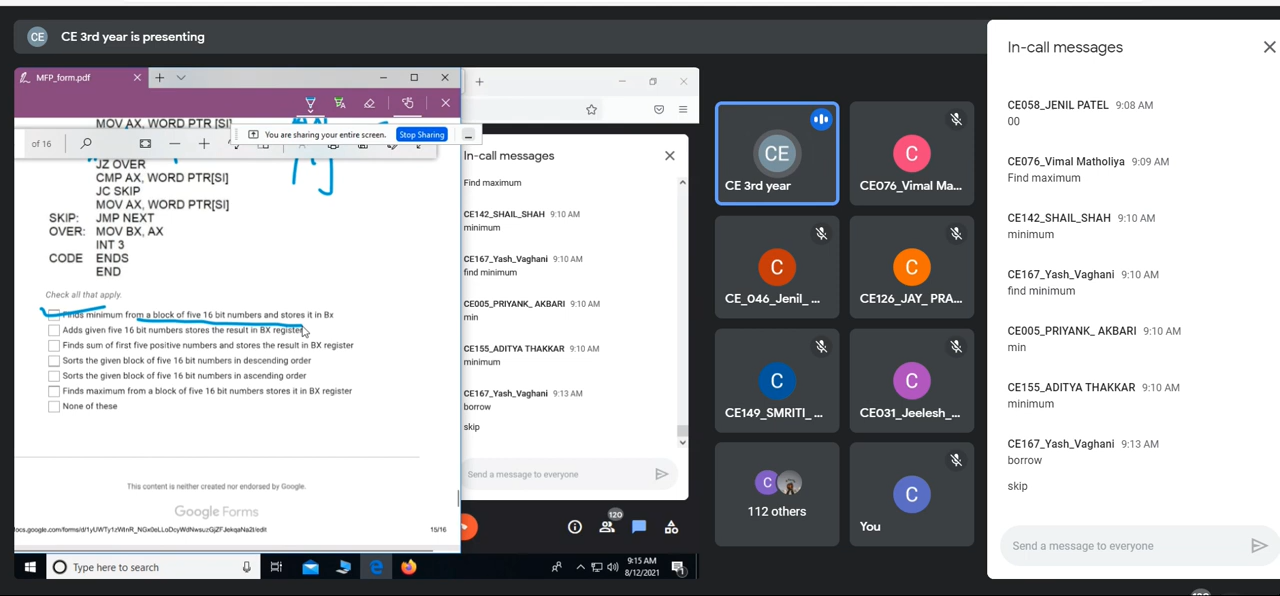 CE CE 3rd year is presenting
MFP_form.pdf
MOV AX, WORD PTR [SI]
You are sharing your entire screen. Stop Sharing
of 16
JZ OVER
CMP AX, WORD PTR[SI]
JC SKIP
MOV AX, WORD PTR[SI]
SKIP: JMP NEXT
OVER: MOV BX, AX
INT 3
CODE ENDS
END
Check all that apply.
Finds minimum from a block of five 16 bit numbers and stores it in Bx
Adds given five 16 bit numbers stores the result in BX register
Finds sum of first five positive numbers and stores the result in BX register
Sorts the given block of five 16 bit numbers in descending order
Sorts the given block of five 16 bit numbers in ascending order
Finds maximum from a block of five 16 bit numbers stores it in BX register
None of these
This content is neither created nor endorsed by Google.
Google Forms
15/16
Type here to search
9:15 AM
8/12/2021
In-call messages
Find maximum
CE142_SHAIL_SHAH 9:10 AM
minimum
CE167_Yash_Vaghani 9:10 AM
find minimum
CE005_PRIYANK_ AKBARI 9:10 AM
min
CE155_ADITYA THAKKAR 9:10 AM
minimum
CE167_Yash_Vaghani 9:13 AM
borrow
skip
Send a message to everyone
120
CE
CE 3rd year
C
CE076_Vimal Ma...
C
CE_046_Jenil_ ...
C
CE126_JAY_ PRA...
C
CE149_SMRITI_ ...
C
CE031_Jeelesh_...
C
112 others
C
You
In-call messages
CE058_JENIL PATEL 9:08 AM
00
CE076_Vimal Matholiya 9:09 AM
Find maximum
CE142_SHAIL_SHAH 9:10 AM
minimum
CE167_Yash_Vaghani 9:10 AM
find minimum
CE005_PRIYANK_ AKBARI 9:10 AM
min
CE155_ADITYA THAKKAR 9:10 AM
minimum
CE167_Yash_Vaghani 9:13 AM
borrow
skip
Send a message to everyone